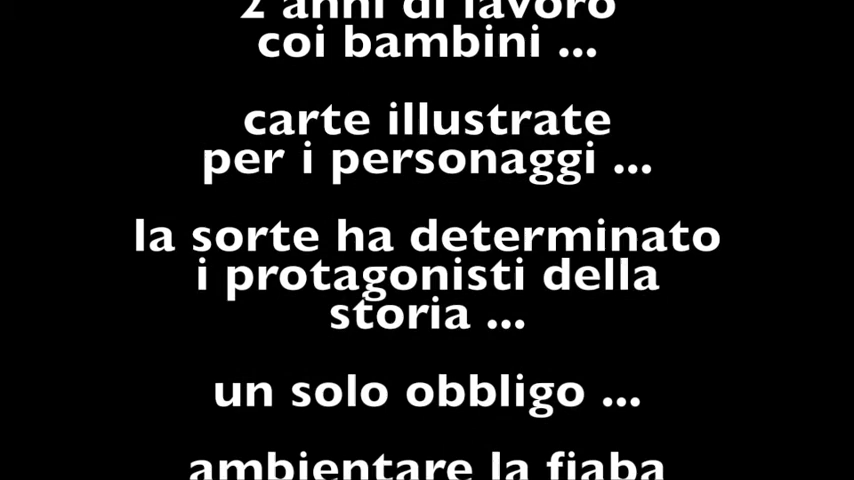 2 anni di lavoro
coi bambini ...
carte illustrate
per i personaggi ...
la sorte ha determinato
i protagonisti della
storia ...
un solo obbligo ...
ambientare la fiaba